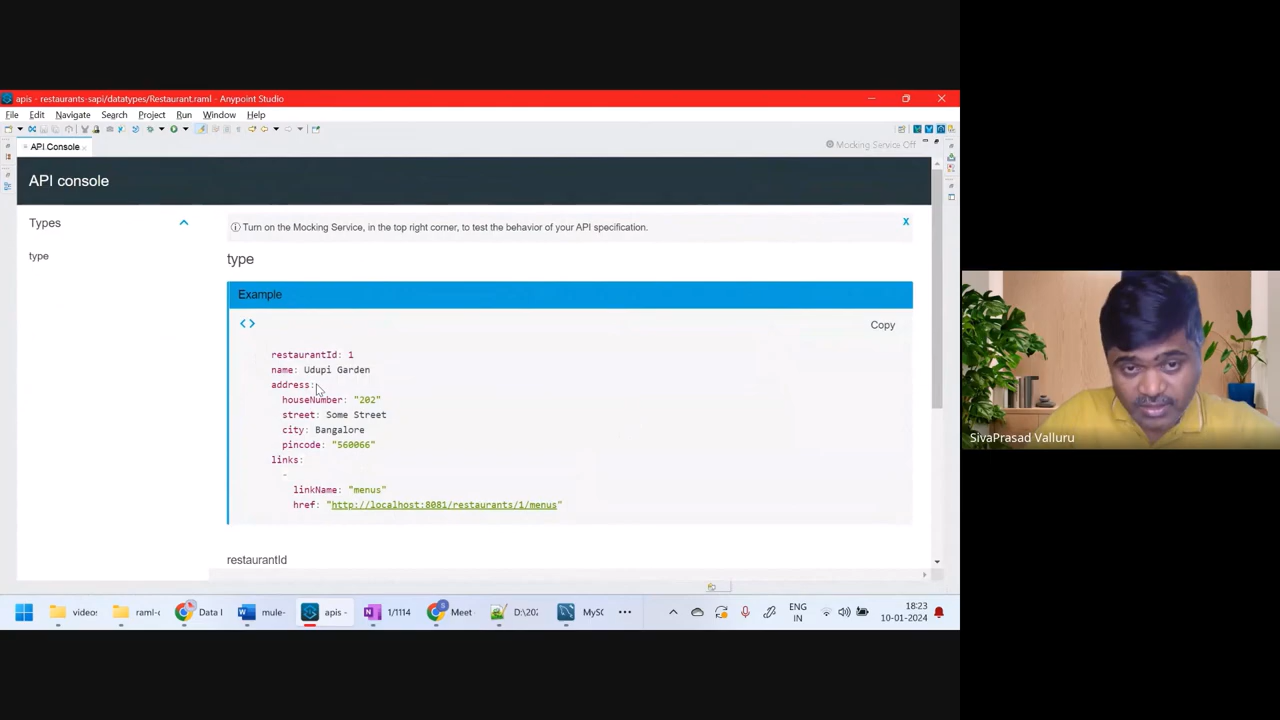 apis - restaurants-sapi/datatypes/Restaurant.raml - Anypoint Studio
File Edit Navigate Search Project Run Window Help
API Console
Mocking Service Off
API console
Types
Turn on the Mocking Service, in the top right corner, to test the behavior of your API specification.
X
type
type
Example
<>
Copy
restaurantId: 1
name: Udupi Garden
address:
houseNumber: "202"
street: Some Street
city: Bangalore
pincode: "560066"
links:
-
linkName: "menus"
href: "http://localhost:8081/restaurants/1/menus"
restaurantId
SivaPrasad Valluru
videos
raml-c
Data I
mule-
apis -
1/1114
Meet
D:\202
MySC
ENG
IN
18:23
10-01-2024